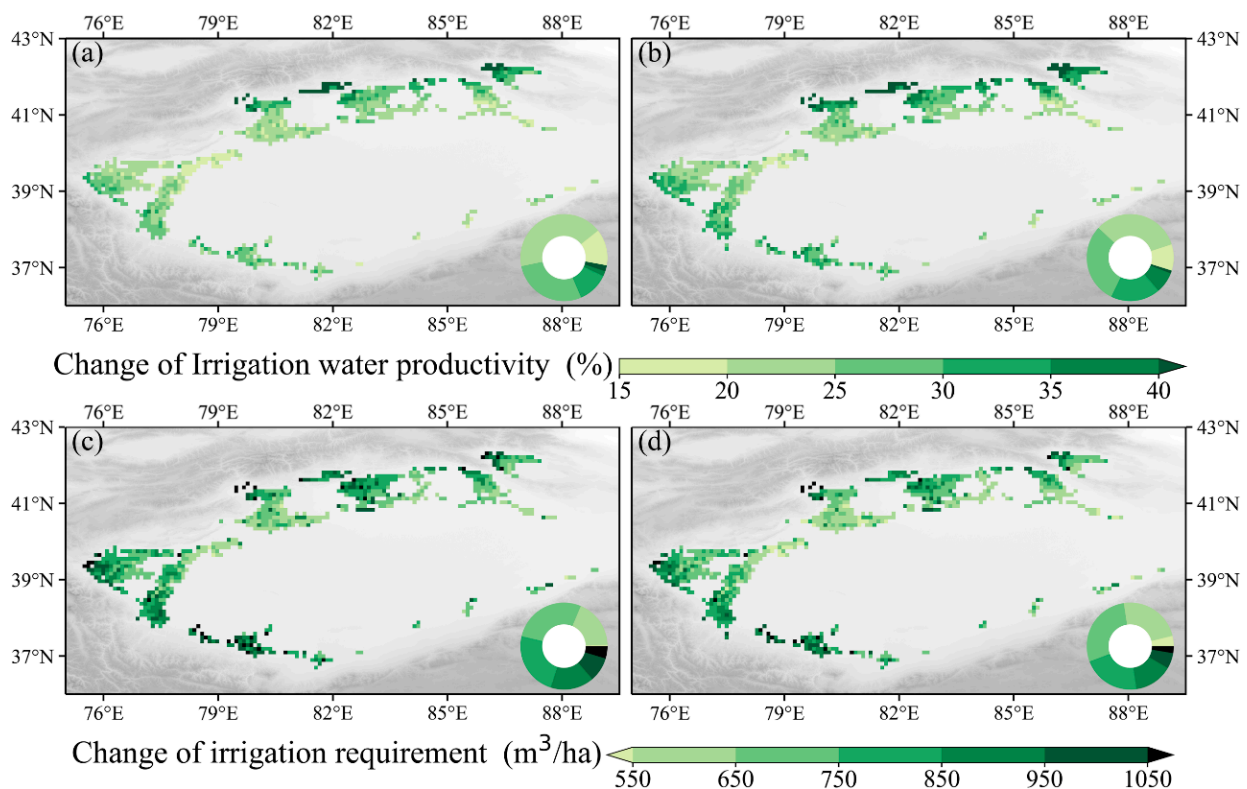 76°E 79°E 82°E 85°E 88°E 76°E 79°E 82°E 85°E 88°E
43°N (a) (b) 43°N
41°N 41°N
39°N 39°N
37°N 37°N
76°E 79°E 82°E 85°E 88°E 76°E 79°E 82°E 85°E 88°E
Change of Irrigation water productivity (%)
15 20 25 30 35 40
76°E 79°E 82°E 85°E 88°E 76°E 79°E 82°E 85°E 88°E
43°N (c) (d) 43°N
41°N 41°N
39°N 39°N
37°N 37°N
76°E 79°E 82°E 85°E 88°E 76°E 79°E 82°E 85°E 88°E
Change of irrigation requirement (m³/ha)
550 650 750 850 950 1050